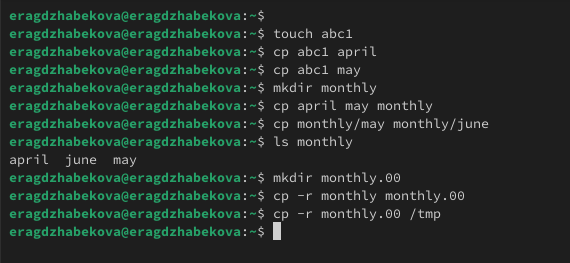 eragdzhabekova@eragdzhabekova:~$
eragdzhabekova@eragdzhabekova:~$ touch abc1
eragdzhabekova@eragdzhabekova:~$ cp abc1 april
eragdzhabekova@eragdzhabekova:~$ cp abc1 may
eragdzhabekova@eragdzhabekova:~$ mkdir monthly
eragdzhabekova@eragdzhabekova:~$ cp april may monthly
eragdzhabekova@eragdzhabekova:~$ cp monthly/may monthly/june
eragdzhabekova@eragdzhabekova:~$ ls monthly
april  june  may
eragdzhabekova@eragdzhabekova:~$ mkdir monthly.00
eragdzhabekova@eragdzhabekova:~$ cp -r monthly monthly.00
eragdzhabekova@eragdzhabekova:~$ cp -r monthly.00 /tmp
eragdzhabekova@eragdzhabekova:~$